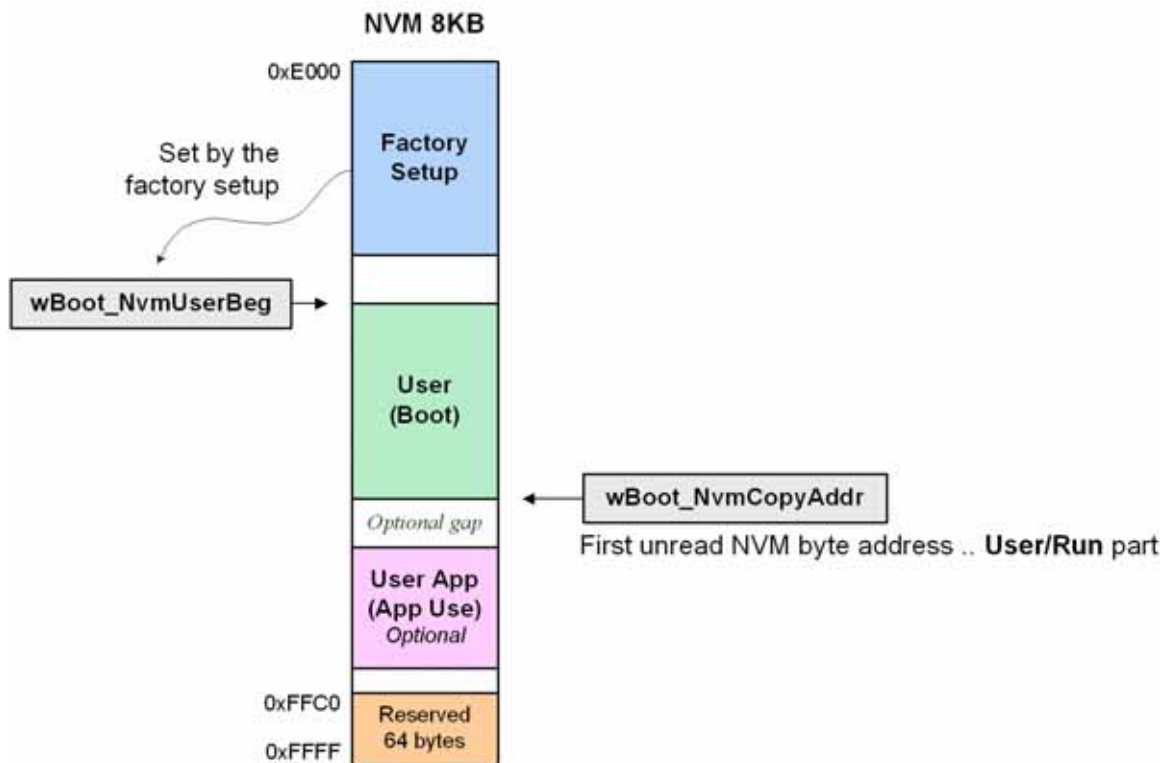 NVM 8KB
0xE000
Factory
Setup
Set by the
factory setup
wBoot_NvmUserBeg
User
(Boot)
wBoot_NvmCopyAddr
Optional gap
First unread NVM byte address .. User/Run part
User App
(App Use)
Optional
0xFFC0
Reserved
64 bytes
0xFFFF